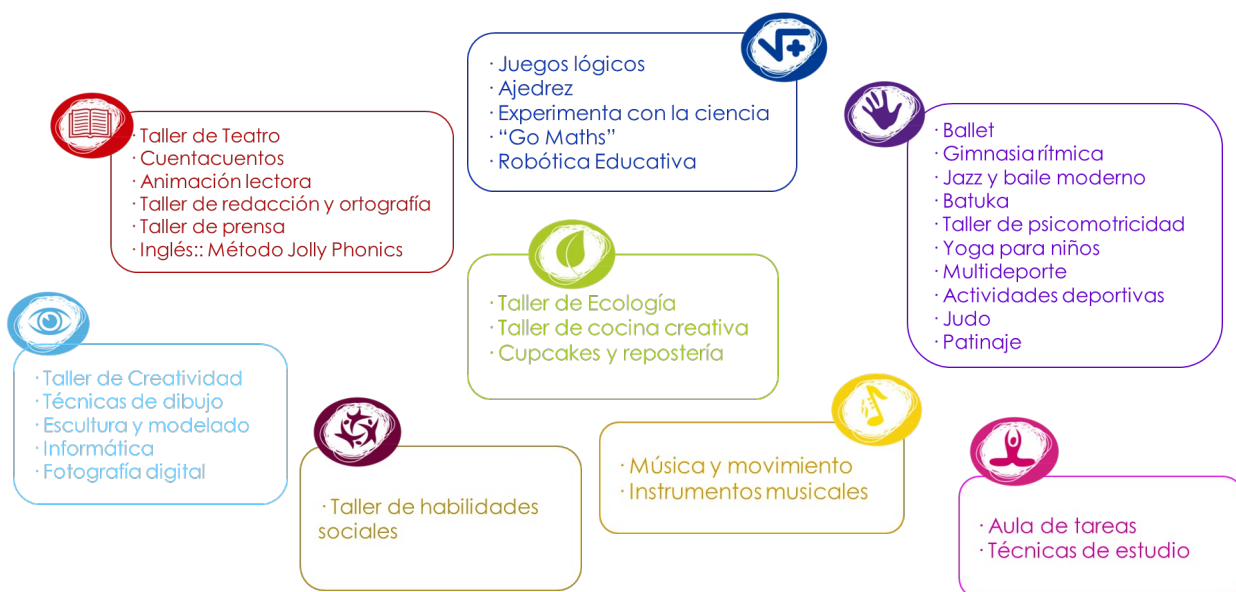 · Juegos lógicos
· Ajedrez
· Experimenta con la ciencia
· “Go Maths”
· Robótica Educativa
· Taller de Teatro
· Cuentacuentos
· Animación lectora
· Taller de redacción y ortografía
· Taller de prensa
· Inglés:: Método Jolly Phonics
· Ballet
· Gimnasia rítmica
· Jazz y baile moderno
· Batuka
· Taller de psicomotricidad
· Yoga para niños
· Multideporte
· Actividades deportivas
· Judo
· Patinaje
· Taller de Ecología
· Taller de cocina creativa
· Cupcakes y repostería
· Taller de Creatividad
· Técnicas de dibujo
· Escultura y modelado
· Informática
· Fotografía digital
· Taller de habilidades
sociales
· Música y movimiento
· Instrumentos musicales
· Aula de tareas
· Técnicas de estudio